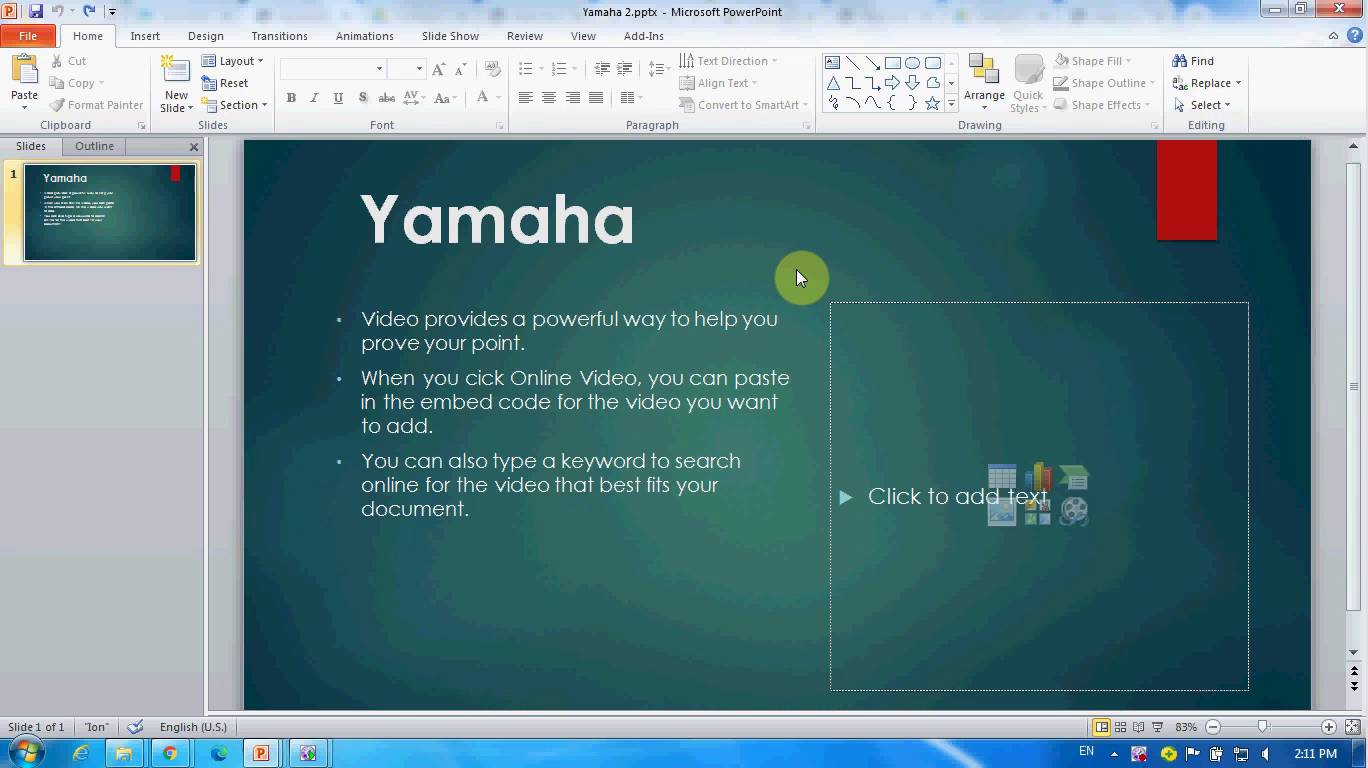 Yamaha 2.pptx - Microsoft PowerPoint
File Home Insert Design Transitions Animations Slide Show Review View Add-Ins
Paste
Cut
Copy
Format Painter
Clipboard
New Slide
Layout
Reset
Section
Slides
B I U S abc AV Aa A
Font
Text Direction
Align Text
Convert to SmartArt
Paragraph
Arrange
Quick Styles
Shape Fill
Shape Outline
Shape Effects
Drawing
Find
Replace
Select
Editing
Slides Outline
1
Yamaha
Yamaha
Video provides a powerful way to help you
prove your point.
When you cick Online Video, you can paste
in the embed code for the video you want
to add.
You can also type a keyword to search
online for the video that best fits your
document.
Click to add text
Slide 1 of 1 "Ion" English (U.S.) 83%
EN 2:11 PM